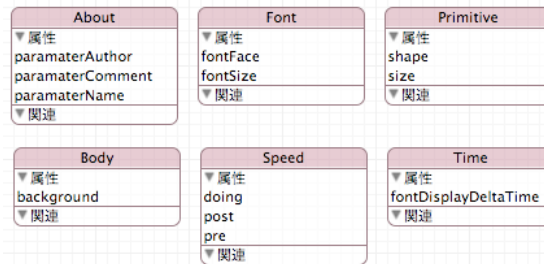 About
▼属性
paramaterAuthor
paramaterComment
paramaterName
▼関連
Font
▼属性
fontFace
fontSize
▼関連
Primitive
▼属性
shape
size
▼関連
Body
▼属性
background
▼関連
Speed
▼属性
doing
post
pre
▼関連
Time
▼属性
fontDisplayDeltaTime
▼関連